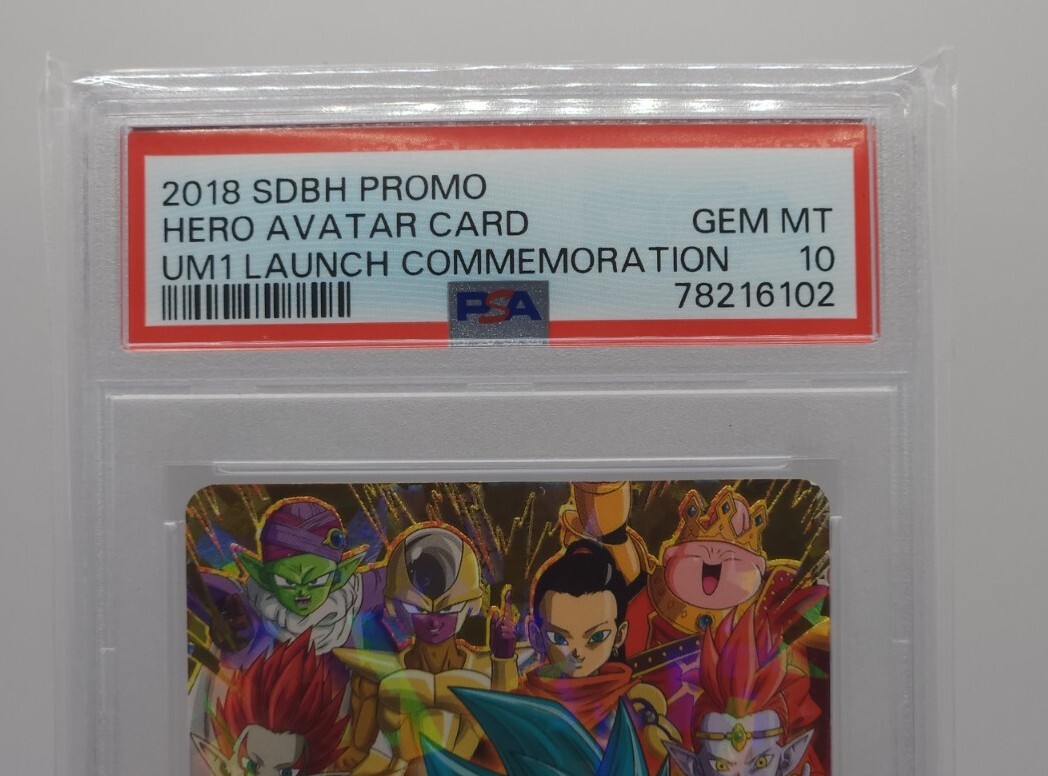 2018 SDBH PROMO
HERO AVATAR CARD GEM MT
UM1 LAUNCH COMMEMORATION 10
PSA 78216102